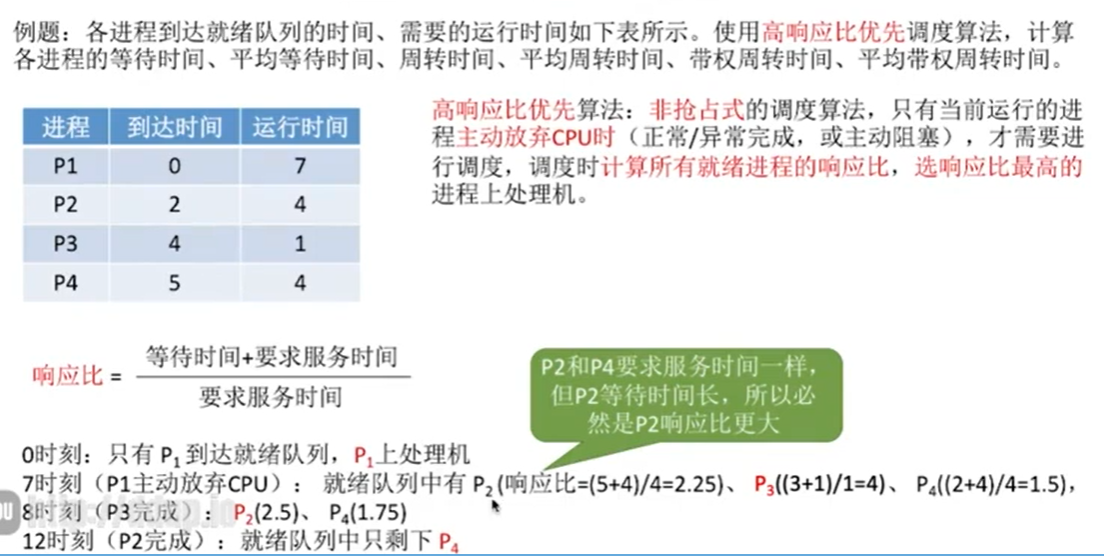 例题：各进程到达就绪队列的时间、需要的运行时间如下表所示。使用高响应比优先调度算法，计算
各进程的等待时间、平均等待时间、周转时间、平均周转时间、带权周转时间、平均带权周转时间。
进程 到达时间 运行时间
P1 0 7
P2 2 4
P3 4 1
P4 5 4
高响应比优先算法：非抢占式的调度算法，只有当前运行的进
程主动放弃CPU时（正常/异常完成，或主动阻塞），才需要进
行调度，调度时计算所有就绪进程的响应比，选响应比最高的
进程上处理机。
响应比 = 等待时间+要求服务时间
要求服务时间
P2和P4要求服务时间一样，
但P2等待时间长，所以必
然是P2响应比更大
0时刻：只有 P1 到达就绪队列，P1上处理机
7时刻（P1主动放弃CPU）： 就绪队列中有 P2 (响应比=(5+4)/4=2.25)、 P3((3+1)/1=4)、 P4((2+4)/4=1.5)，
8时刻（P3完成）： P2(2.5)、 P4(1.75)
12时刻（P2完成）：就绪队列中只剩下 P4